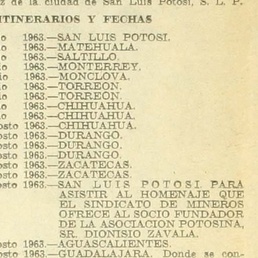 z de la ciudad de San Luis Potosí, S. L. P.
ITINERARIOS Y FECHAS
o 1963.—SAN LUIS POTOSI.
o 1963.—MATEHUALA.
o 1963.—SALTILLO.
o 1963.—MONTERREY.
o 1963.—MONCLOVA.
o 1963.—TORREON.
o 1963.—TORREON.
o 1963.—CHIHUAHUA.
o 1963.—CHIHUAHUA.
osto 1963.—CHIHUAHUA.
osto 1963.—DURANGO.
osto 1963.—DURANGO.
osto 1963.—DURANGO.
osto 1963.—ZACATECAS.
osto 1963.—ZACATECAS.
osto 1963.—SAN LUIS POTOSI PARA
ASISTIR AL HOMENAJE QUE
EL SINDICATO DE MINEROS
OFRECE AL SOCIO FUNDADOR
DE LA ASOCIACION POTOSINA,
SR. DIONISIO ZAVALA.
osto 1963.—AGUASCALIENTES.
osto 1963.—GUADALAJARA. Donde se con-